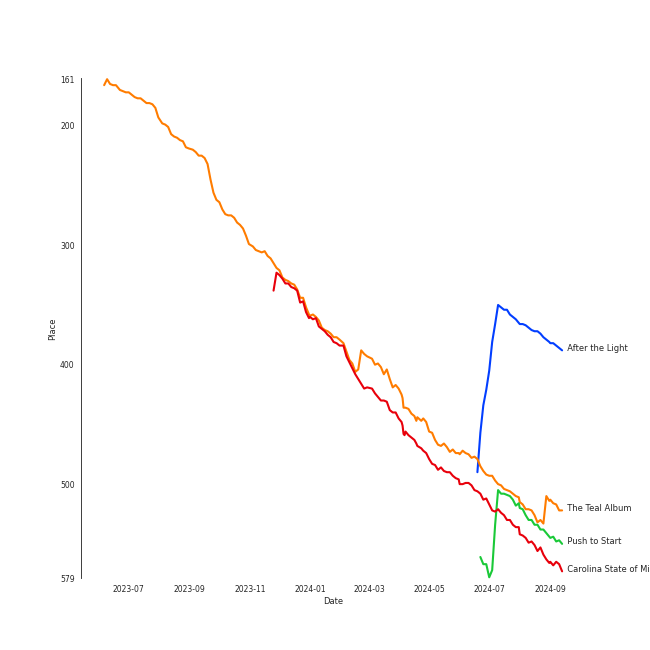 161
200
300
400
500
579
Place
2023-07
2023-09
2023-11
2024-01
2024-03
2024-05
2024-07
2024-09
Date
After the Light
The Teal Album
Push to Start
Carolina State of Mi